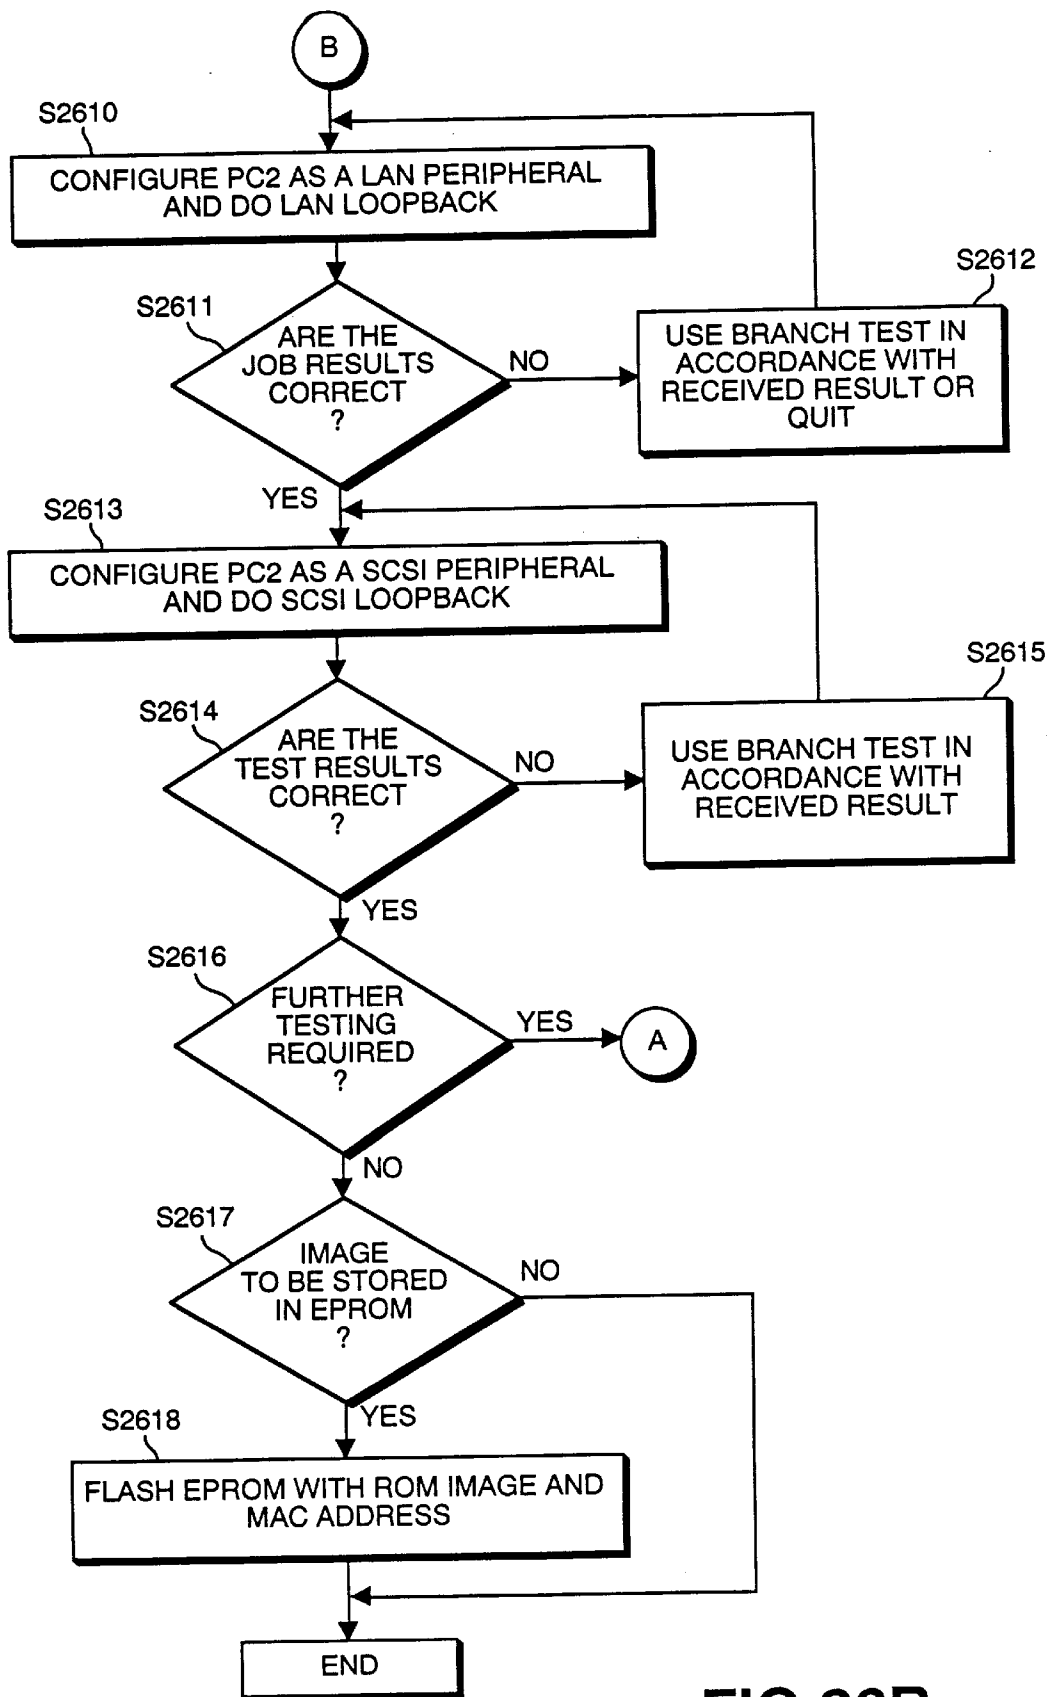 B
S2610
CONFIGURE PC2 AS A LAN PERIPHERAL
AND DO LAN LOOPBACK
S2611
ARE THE
JOB RESULTS
CORRECT
?
NO
S2612
USE BRANCH TEST IN
ACCORDANCE WITH
RECEIVED RESULT OR
QUIT
YES
S2613
CONFIGURE PC2 AS A SCSI PERIPHERAL
AND DO SCSI LOOPBACK
S2614
ARE THE
TEST RESULTS
CORRECT
?
NO
S2615
USE BRANCH TEST IN
ACCORDANCE WITH
RECEIVED RESULT
YES
S2616
FURTHER
TESTING
REQUIRED
?
YES
A
NO
S2617
IMAGE
TO BE STORED
IN EPROM
?
NO
YES
S2618
FLASH EPROM WITH ROM IMAGE AND
MAC ADDRESS
END